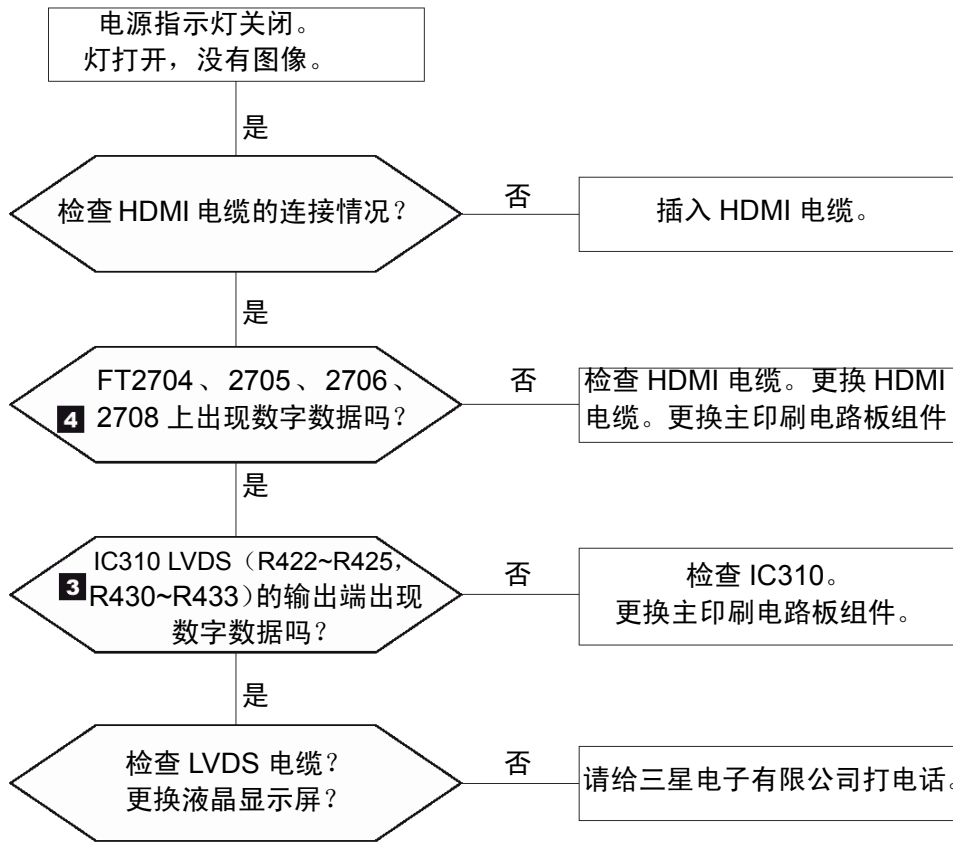 电源指示灯关闭。
灯打开，没有图像。
是
检查 HDMI 电缆的连接情况？
否
插入 HDMI 电缆。
是
FT2704 、2705 、2706 、
4 2708 上出现数字数据吗？
否
检查 HDMI 电缆。更换 HDMI
电缆。更换主印刷电路板组件
是
IC310 LVDS（R422~R425，
3 R430~R433）的输出端出现
数字数据吗？
否
检查 IC310。
更换主印刷电路板组件。
是
检查 LVDS 电缆？
更换液晶显示屏？
否
请给三星电子有限公司打电话。